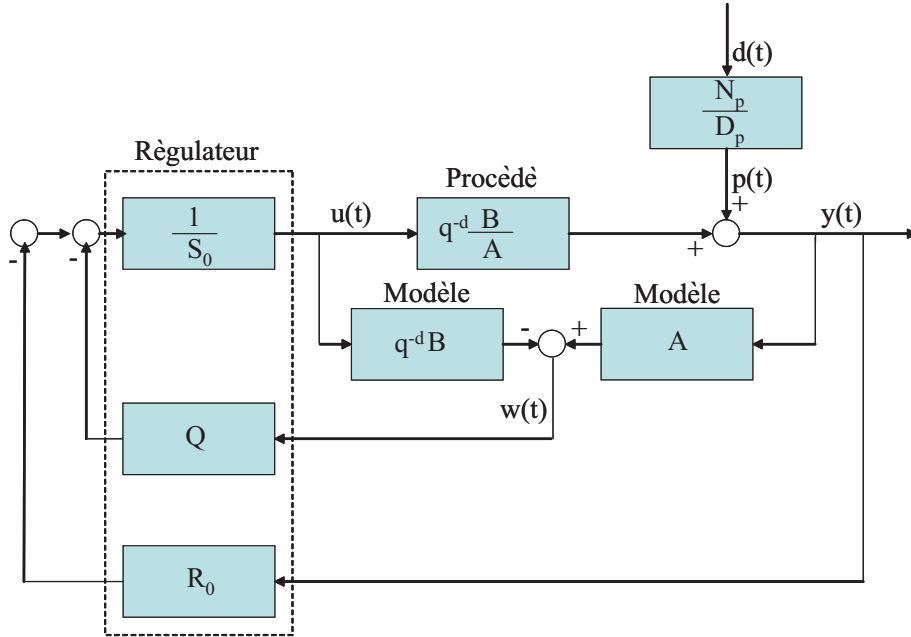 d(t)
N_p
D_p
Règulateur
p(t)
Procèdè
+
1
S_0
u(t)
q^-d B
A
+
y(t)
-
-
Modèle
Modèle
q^-d B
-
+
A
w(t)
Q
R_0